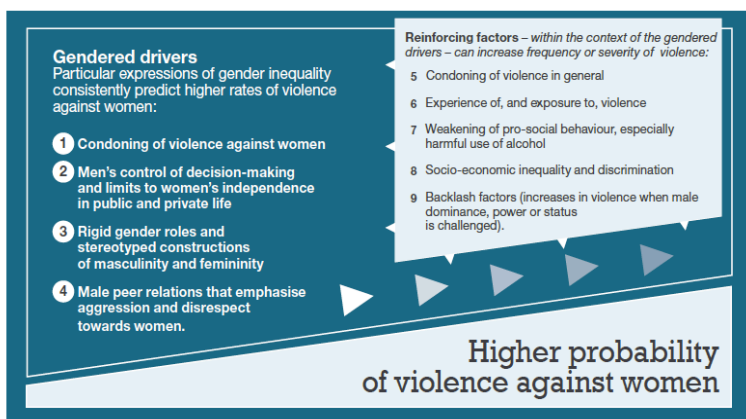 Gendered drivers
Particular expressions of gender inequality
consistently predict higher rates of violence
against women:
1 Condoning of violence against women
2 Men’s control of decision-making
and limits to women’s independence
in public and private life
3 Rigid gender roles and
stereotyped constructions
of masculinity and femininity
4 Male peer relations that emphasise
aggression and disrespect
towards women.
Reinforcing factors – within the context of the gendered
drivers – can increase frequency or severity of violence:
5 Condoning of violence in general
6 Experience of, and exposure to, violence
7 Weakening of pro-social behaviour, especially
harmful use of alcohol
8 Socio-economic inequality and discrimination
9 Backlash factors (increases in violence when male
dominance, power or status
is challenged).
Higher probability
of violence against women